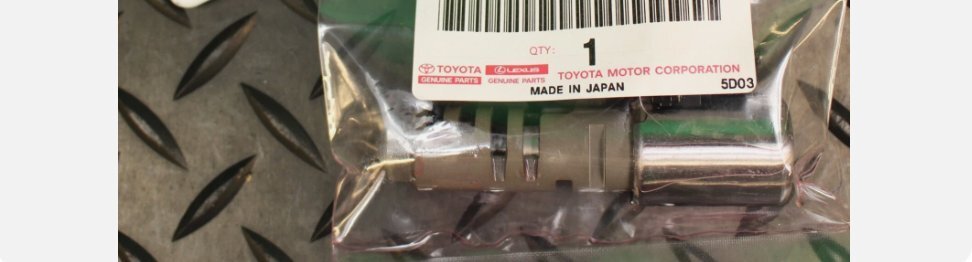 QTY: 1
TOYOTA LEXUS TOYOTA MOTOR CORPORATION
GENUINE PARTS GENUINE PARTS
MADE IN JAPAN 5D03